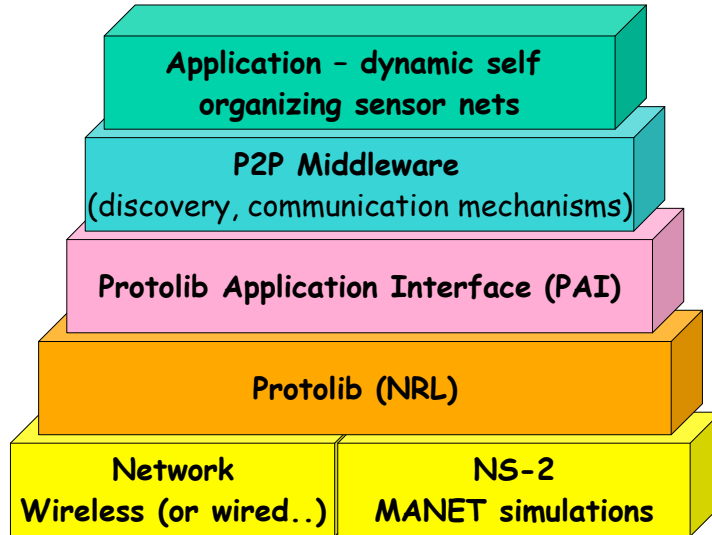 Application – dynamic self
organizing sensor nets
P2P Middleware
(discovery, communication mechanisms)
Protolib Application Interface (PAI)
Protolib (NRL)
Network
Wireless (or wired..)
NS-2
MANET simulations